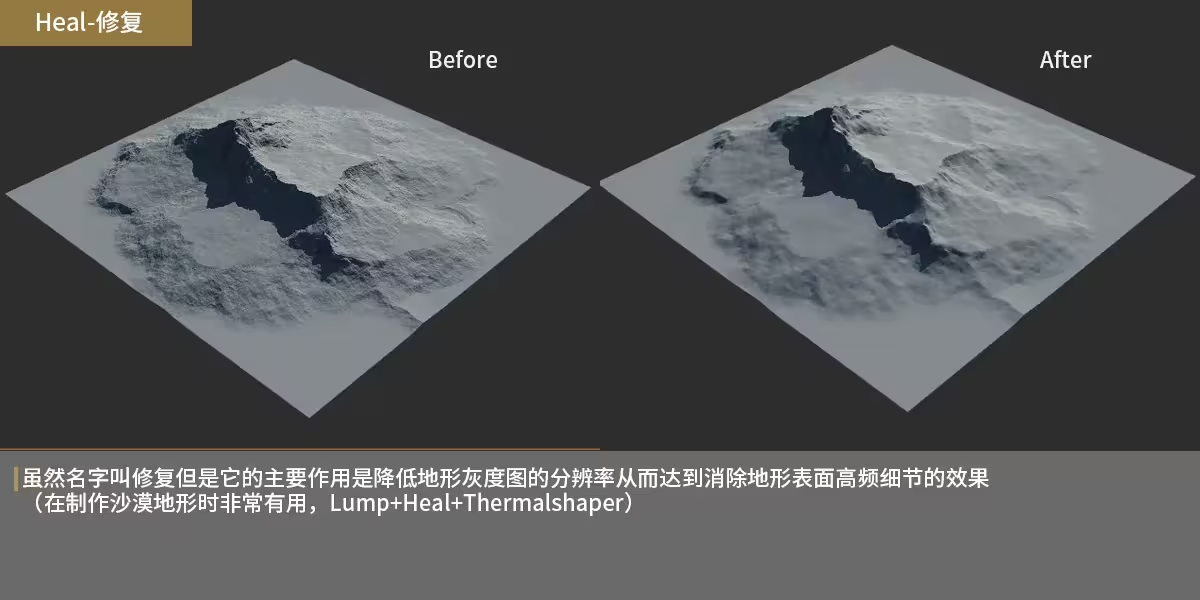 Heal-修复
Before
After
虽然名字叫修复但是它的主要作用是降低地形灰度图的分辨率从而达到消除地形表面高频细节的效果
（在制作沙漠地形时非常有用，Lump+Heal+Thermalshaper）